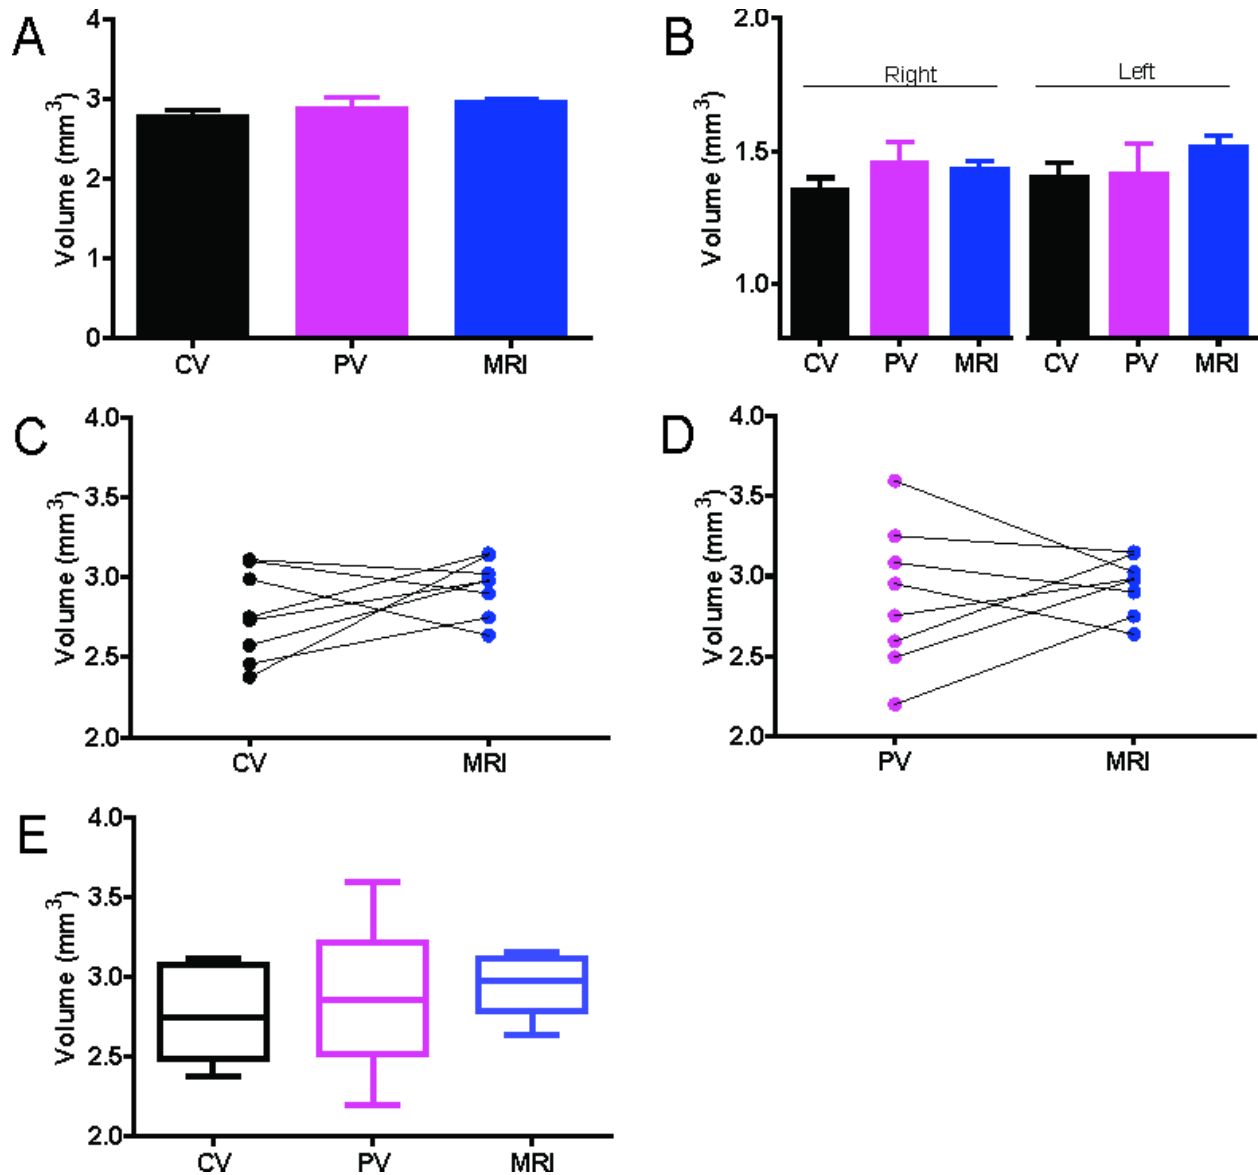 A
Volume (mm³)
4
3
2
1
0
CV PV MRI
B
Volume (mm³)
2.0
1.5
1.0
Right Left
CV PV MRI CV PV MRI
C
Volume (mm³)
4.0
3.5
3.0
2.5
2.0
CV MRI
D
Volume (mm³)
4.0
3.5
3.0
2.5
2.0
PV MRI
E
Volume (mm³)
4.0
3.5
3.0
2.5
2.0
CV PV MRI